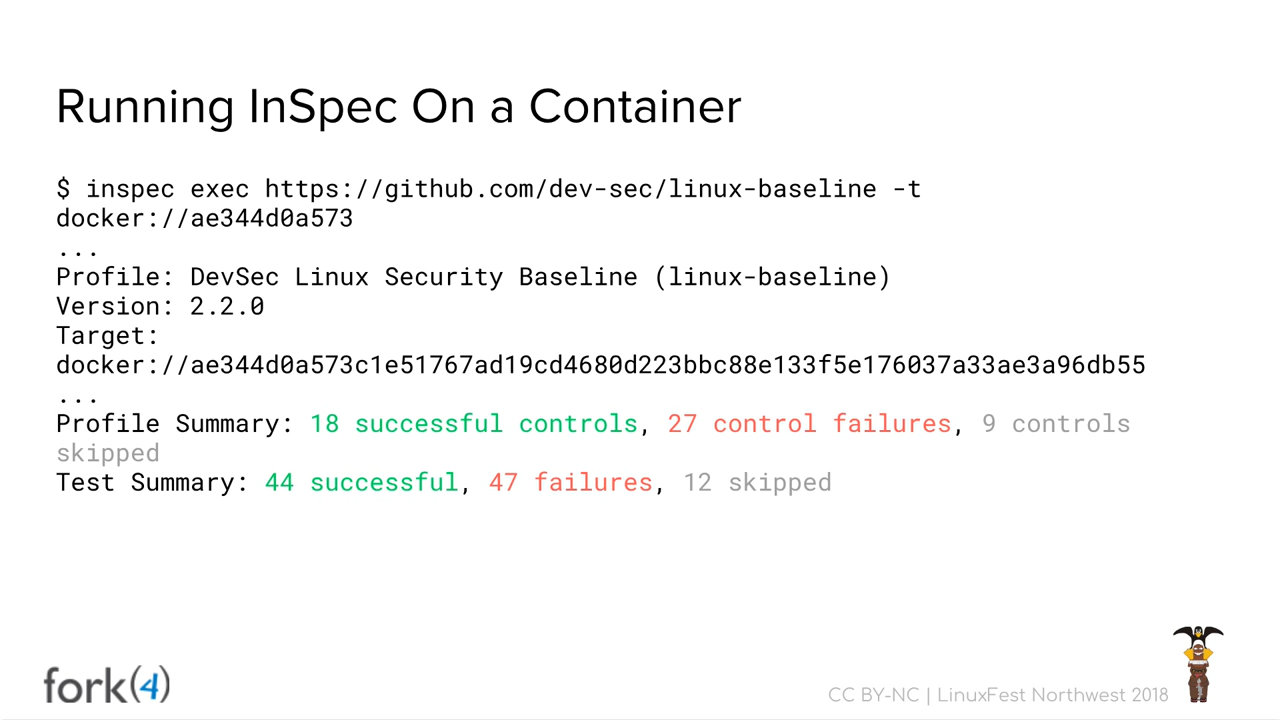 Running InSpec On a Container
$ inspec exec https://github.com/dev-sec/linux-baseline -t
docker://ae344d0a573
...
Profile: DevSec Linux Security Baseline (linux-baseline)
Version: 2.2.0
Target:
docker://ae344d0a573c1e51767ad19cd4680d223bbc88e133f5e176037a33ae3a96db55
...
Profile Summary: 18 successful controls, 27 control failures, 9 controls
skipped
Test Summary: 44 successful, 47 failures, 12 skipped
fork(4)
CC BY-NC | LinuxFest Northwest 2018